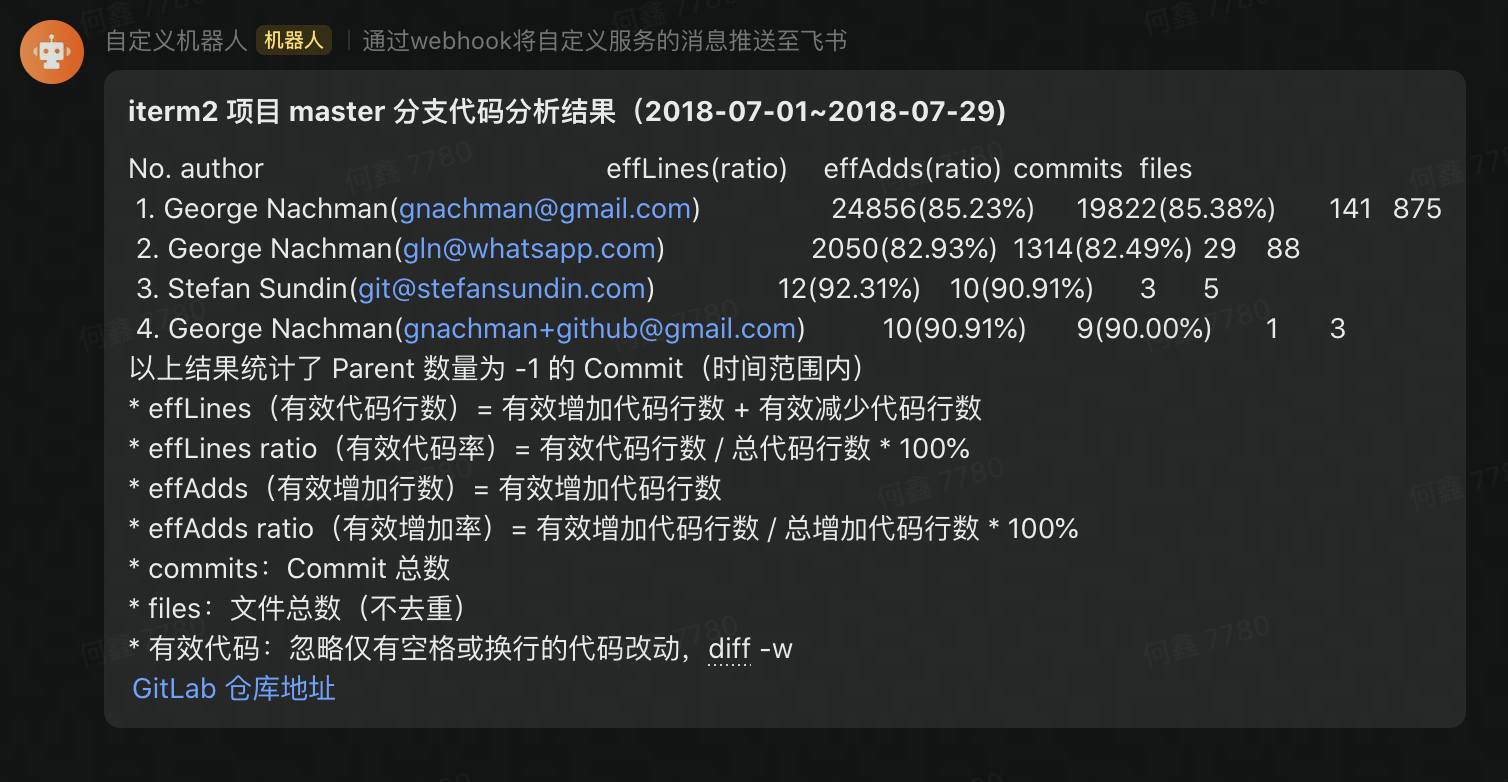 自定义机器人 机器人 | 通过webhook将自定义服务的消息推送至飞书
iterm2 项目 master 分支代码分析结果（2018-07-01~2018-07-29)
No. author effLines(ratio) effAdds(ratio) commits files
1. George Nachman(gnachman@gmail.com) 24856(85.23%) 19822(85.38%) 141 875
2. George Nachman(gln@whatsapp.com) 2050(82.93%) 1314(82.49%) 29 88
3. Stefan Sundin(git@stefansundin.com) 12(92.31%) 10(90.91%) 3 5
4. George Nachman(gnachman+github@gmail.com) 10(90.91%) 9(90.00%) 1 3
以上结果统计了 Parent 数量为 -1 的 Commit（时间范围内）
* effLines（有效代码行数）= 有效增加代码行数 + 有效减少代码行数
* effLines ratio（有效代码率）= 有效代码行数 / 总代码行数 * 100%
* effAdds（有效增加行数）= 有效增加代码行数
* effAdds ratio（有效增加率）= 有效增加代码行数 / 总增加代码行数 * 100%
* commits：Commit 总数
* files：文件总数（不去重）
* 有效代码：忽略仅有空格或换行的代码改动，diff -w
GitLab 仓库地址
何鑫 7780